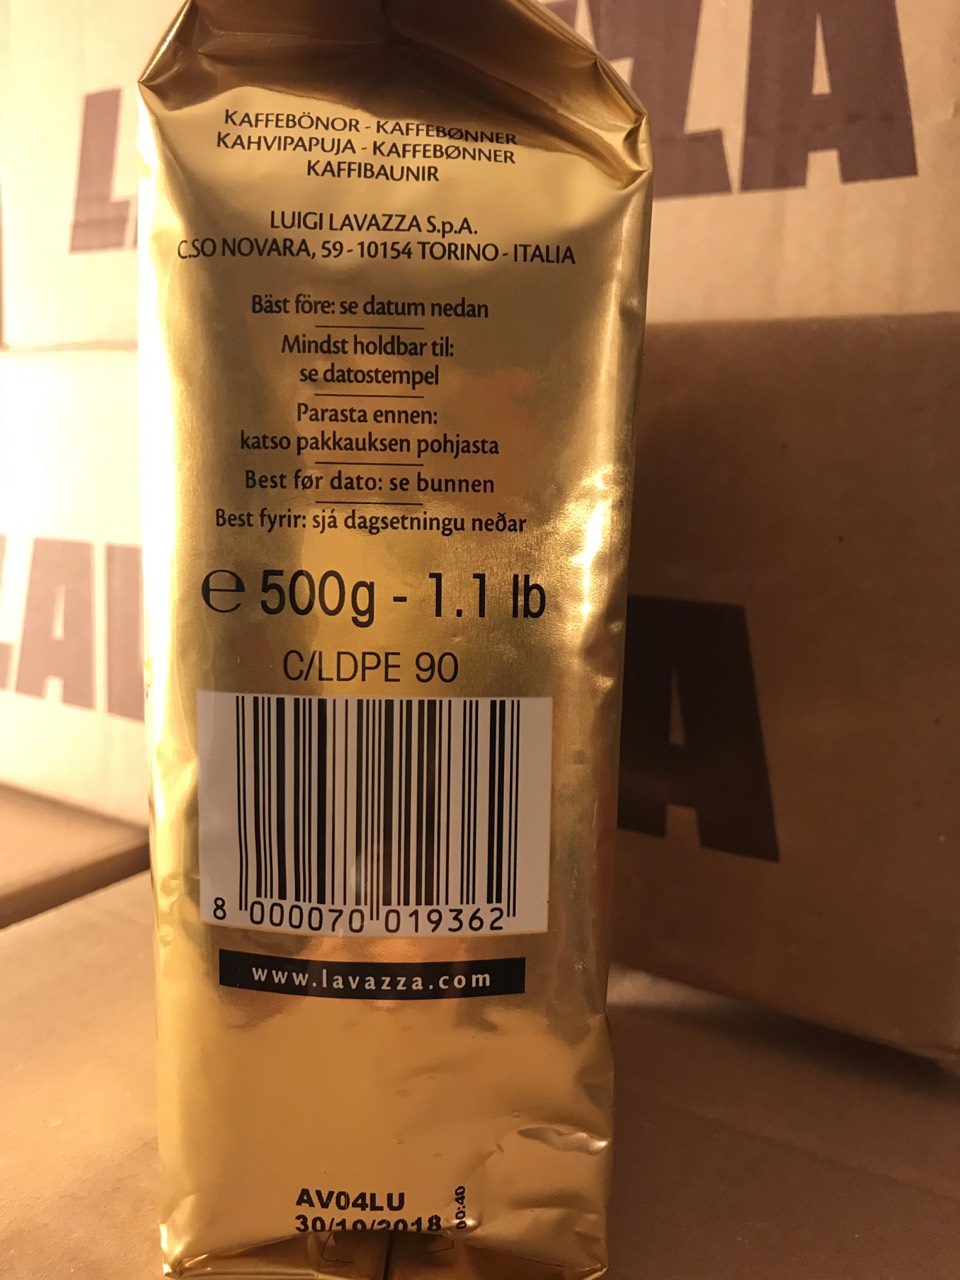 KAFFEBÖNOR - KAFFEBØNNER
KAHVIPAPUJA - KAFFEBØNNER
KAFFIBAUNIR
LUIGI LAVAZZA S.p.A.
C.SO NOVARA, 59 - 10154 TORINO - ITALIA
Bäst före: se datum nedan
Mindst holdbar til:
se datostempel
Parasta ennen:
katso pakkauksen pohjasta
Best før dato: se bunnen
Best fyrir: sjá dagsetningu neðar
℮ 500g - 1.1 lb
C/LDPE 90
8 000070 019362
www.lavazza.com
AV04LU
30/10/2018
00:40